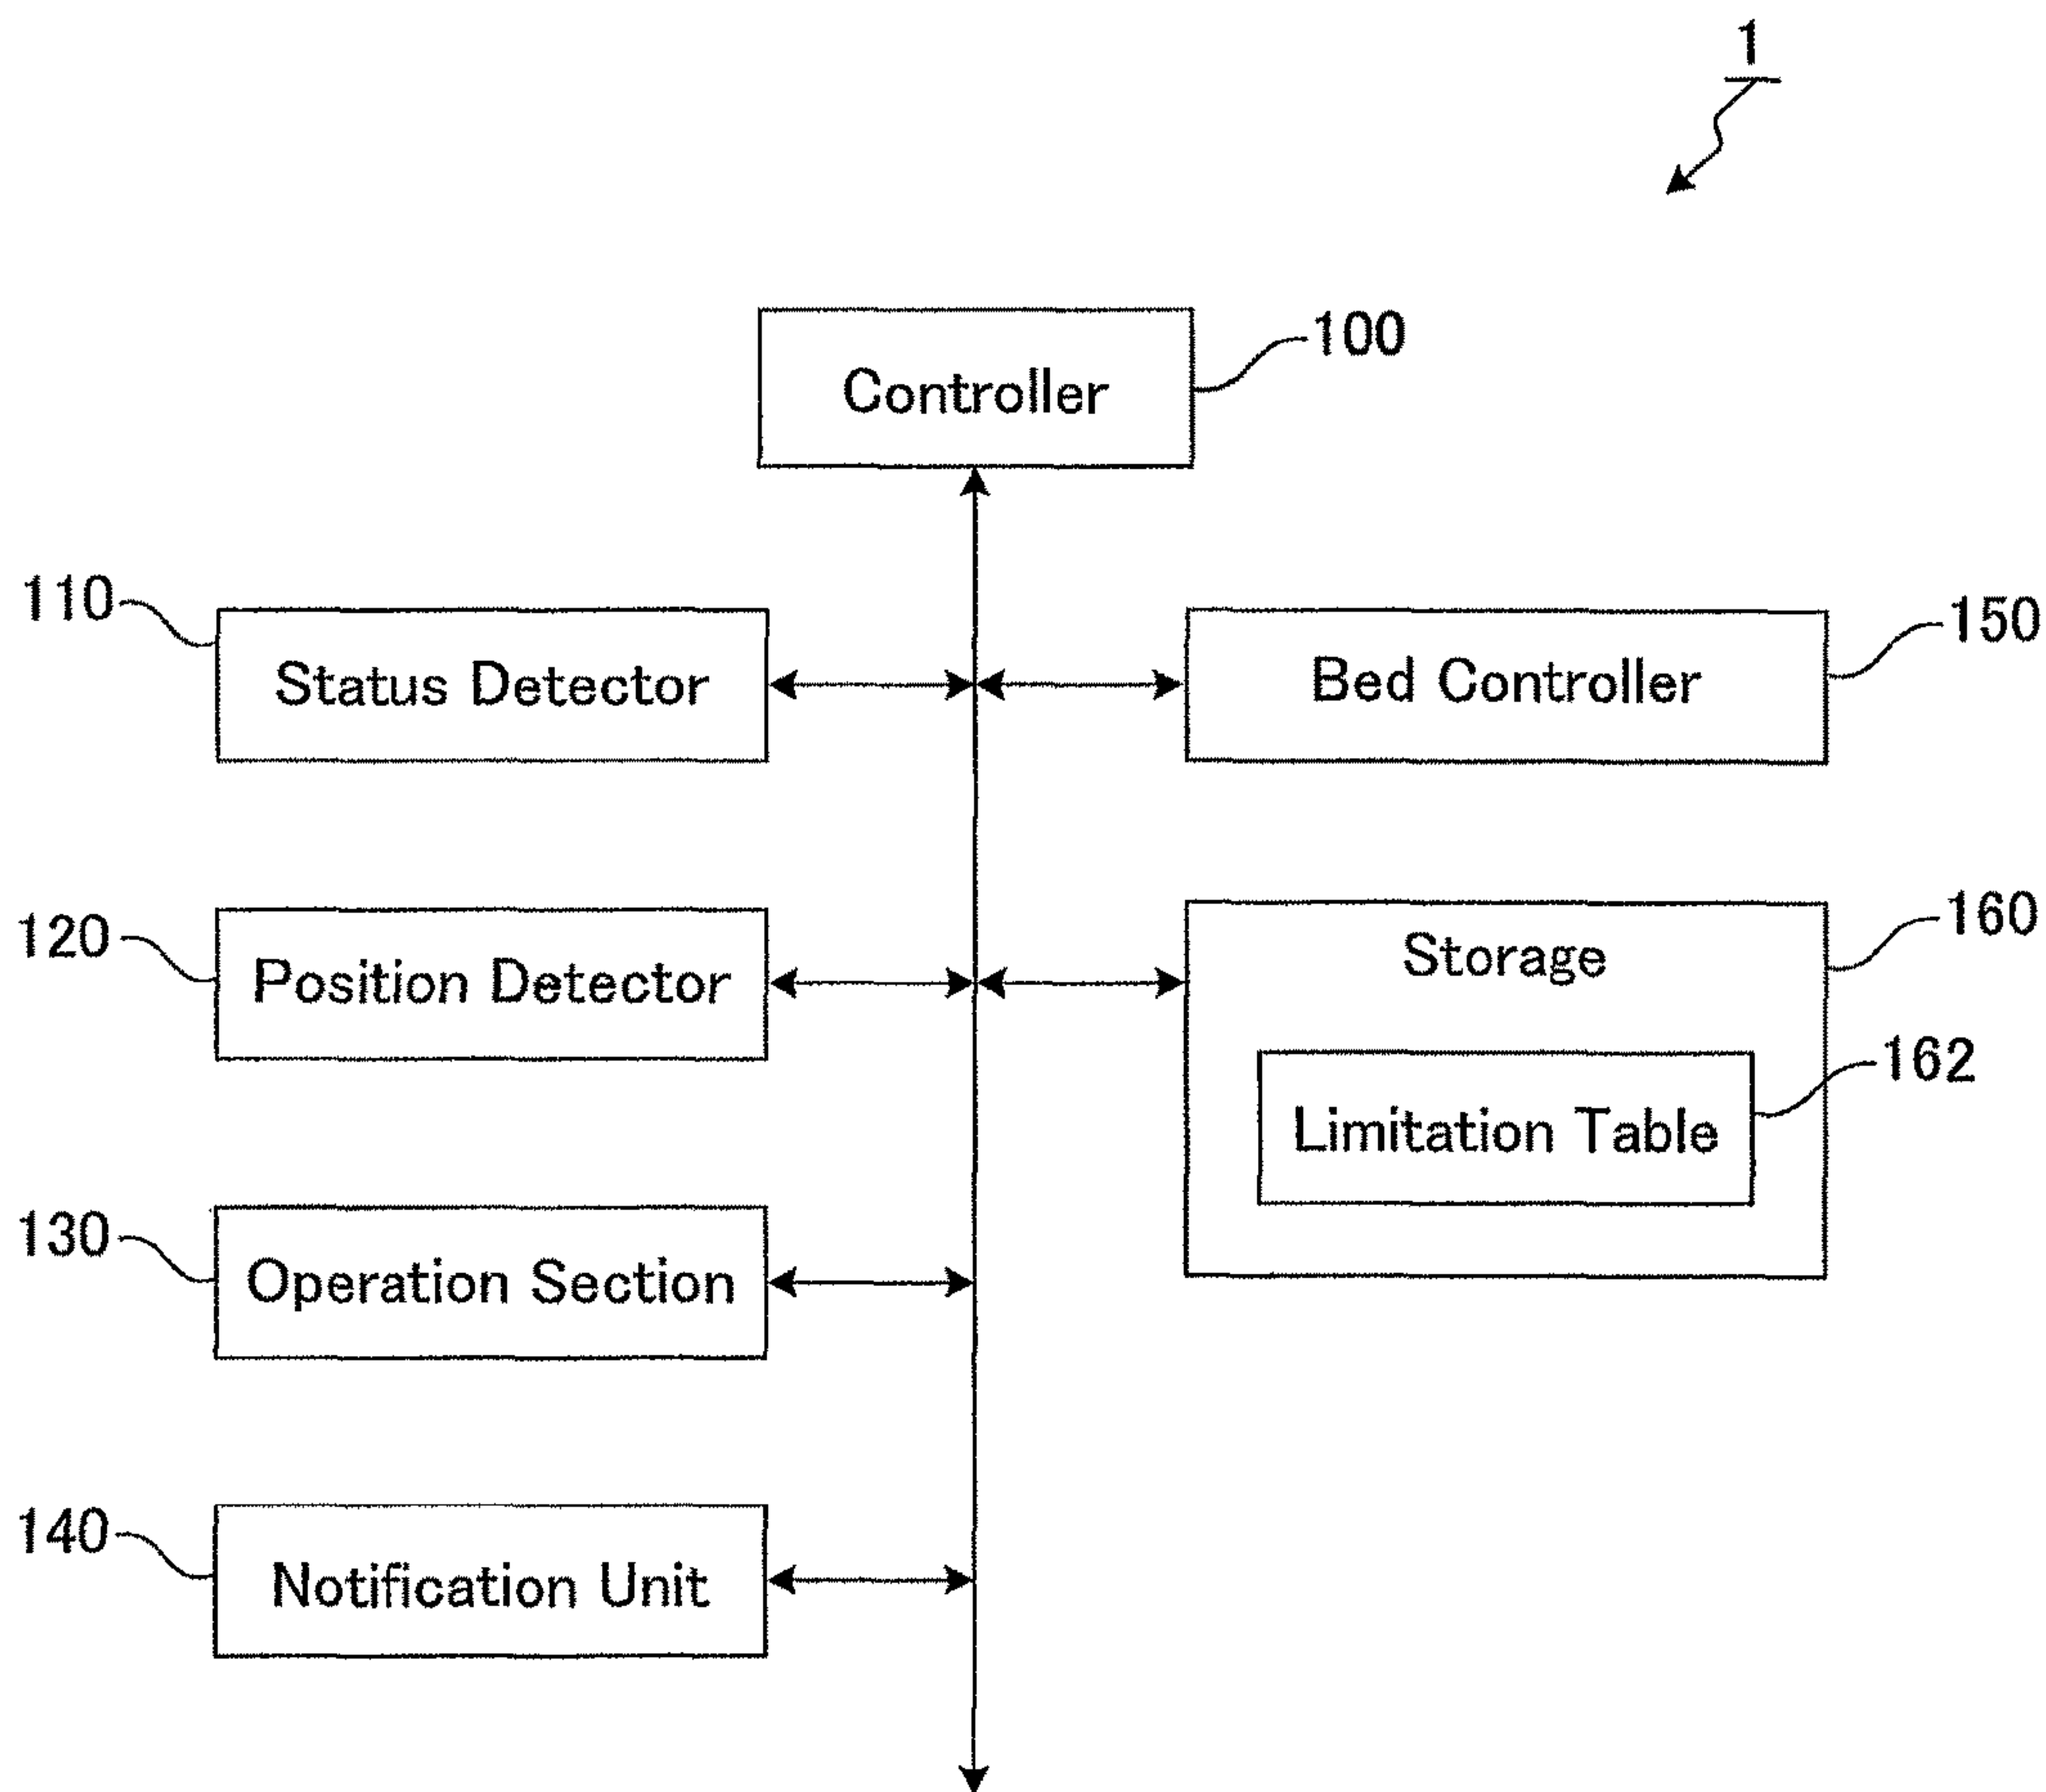 1
100
Controller
110
Status Detector
Bed Controller
150
120
Position Detector
Storage
160
Limitation Table
162
130
Operation Section
140
Notification Unit